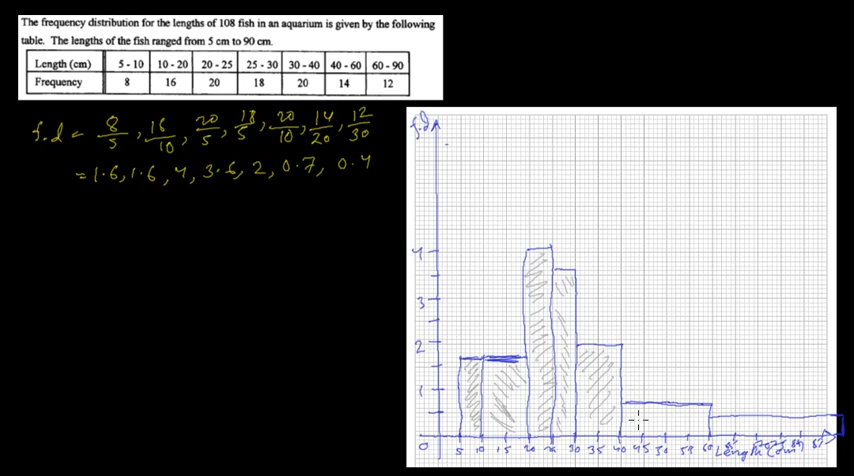 The frequency distribution for the lengths of 108 fish in an aquarium is given by the following
table. The lengths of the fish ranged from 5 cm to 90 cm.
Length (cm) 5 - 10 10 - 20 20 - 25 25 - 30 30 - 40 40 - 60 60 - 90
Frequency 8 16 20 18 20 14 12
f.d = 8/5, 16/10, 20/5, 18/5, 20/10, 14/20, 12/30
= 1.6, 1.6, 4, 3.6, 2, 0.7, 0.4
f.d
4
3
2
1
0 5 10 15 20 25 30 35 40 45 50 55 60
Length (cm)